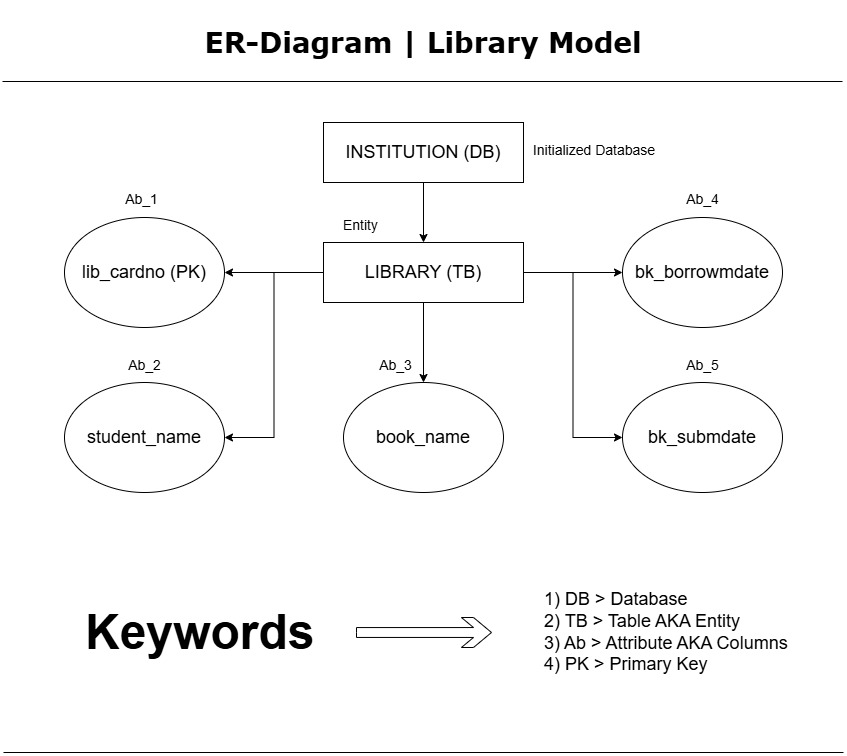 ER-Diagram | Library Model
INSTITUTION (DB)
Initialized Database
Ab_1
Entity
Ab_4
lib_cardno (PK)
LIBRARY (TB)
bk_borrowmdate
Ab_2
Ab_3
Ab_5
student_name
book_name
bk_submdate
Keywords
1) DB > Database
2) TB > Table AKA Entity
3) Ab > Attribute AKA Columns
4) PK > Primary Key